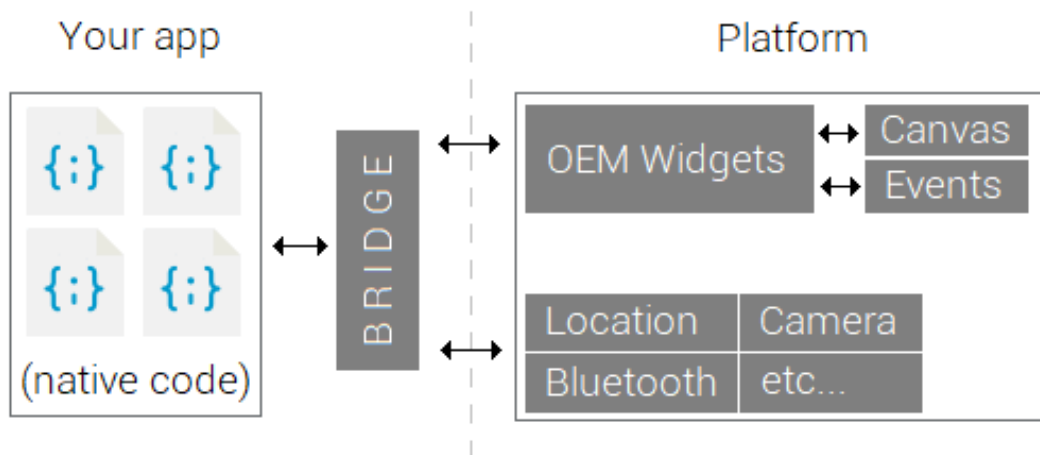 Your app
Platform
{;} {;}
{;} {;}
(native code)
BRIDGE
OEM Widgets
Canvas
Events
Location Camera
Bluetooth etc...